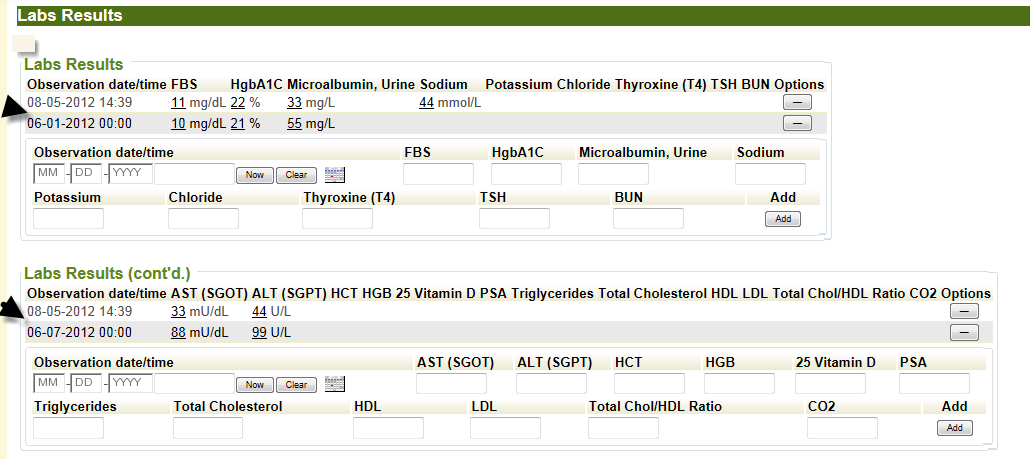 Labs Results
Labs Results
Observation date/time FBS HgbA1C Microalbumin, Urine Sodium Potassium Chloride Thyroxine (T4) TSH BUN Options
08-05-2012 14:39 11 mg/dL 22 % 33 mg/L 44 mmol/L —
06-01-2012 00:00 10 mg/dL 21 % 55 mg/L —
Observation date/time FBS HgbA1C Microalbumin, Urine Sodium
MM - DD - YYYY Now Clear
Potassium Chloride Thyroxine (T4) TSH BUN Add
Add
Labs Results (cont'd.)
Observation date/time AST (SGOT) ALT (SGPT) HCT HGB 25 Vitamin D PSA Triglycerides Total Cholesterol HDL LDL Total Chol/HDL Ratio CO2 Options
08-05-2012 14:39 33 mU/dL 44 U/L —
06-07-2012 00:00 88 mU/dL 99 U/L —
Observation date/time AST (SGOT) ALT (SGPT) HCT HGB 25 Vitamin D PSA
MM - DD - YYYY Now Clear
Triglycerides Total Cholesterol HDL LDL Total Chol/HDL Ratio CO2 Add
Add